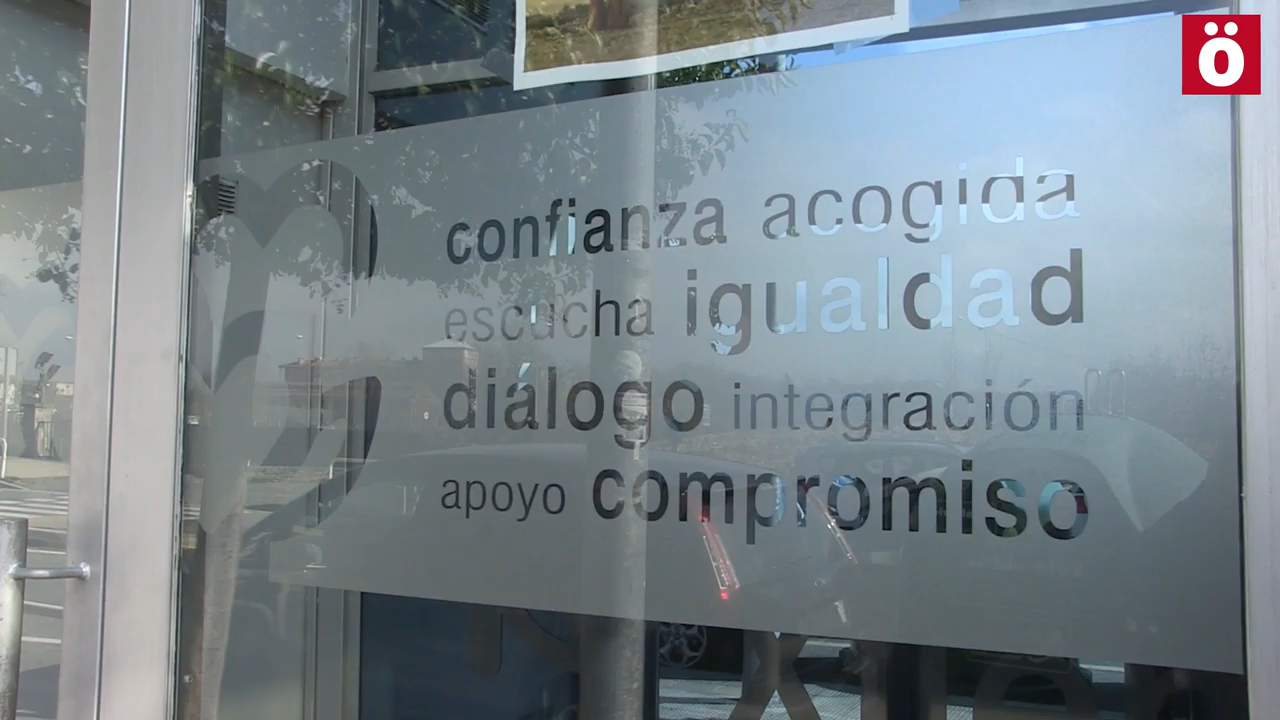 ö
confianza acogida
escucha igualdad
diálogo integración
apoyo compromiso